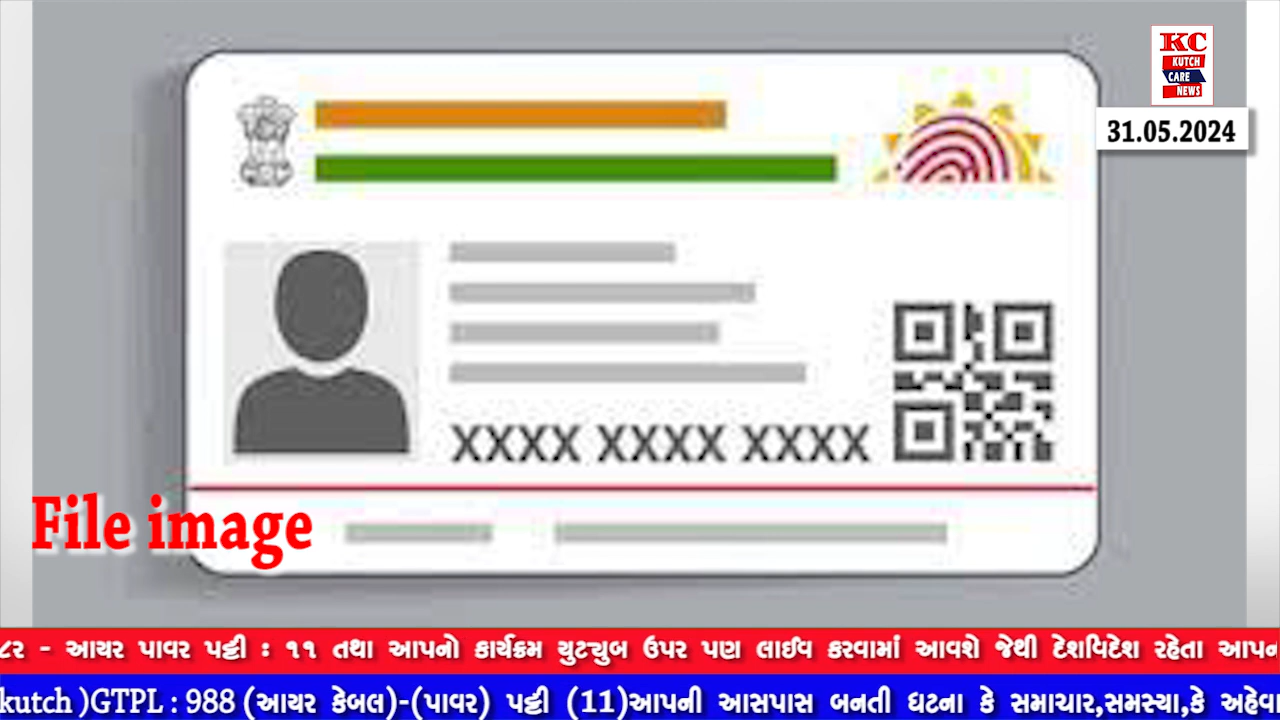 KC
KUTCH
CARE
NEWS
31.05.2024
XXXX XXXX XXXX
File image
૮૨ - આયર પાવર પટ્ટી : ૧૧ તથા આપનો કાર્યક્રમ યુટ્યુબ ઉપર પણ લાઈવ કરવામાં આવશે જેથી દેશવિદેશ રહેતા આપન
kutch )GTPL : 988 (આયર કેબલ)-(પાવર) પટ્ટી (11)આપની આસપાસ બનતી ઘટના કે સમાચાર,સમસ્યા,કે અહેવા